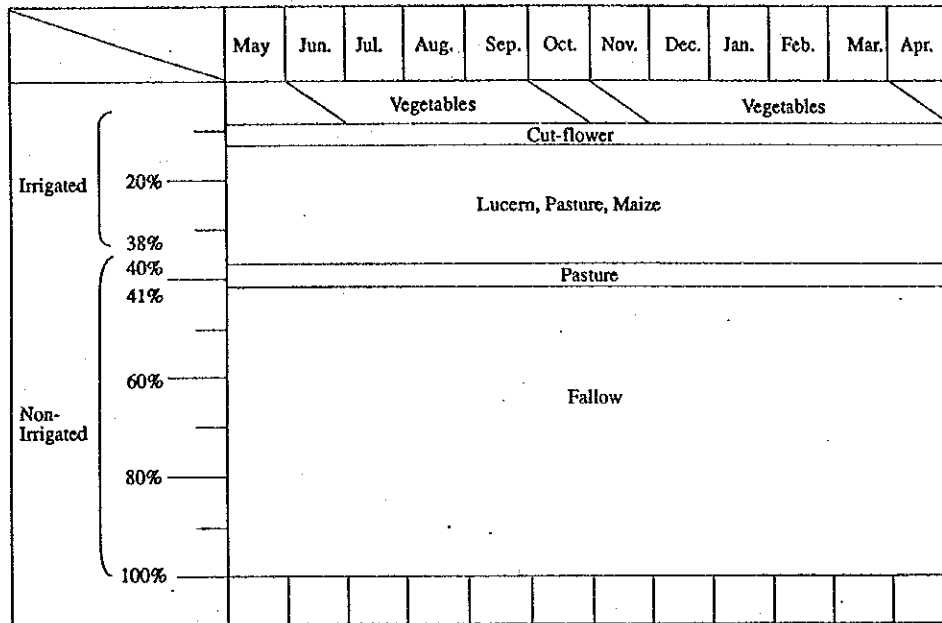 May Jun. Jul. Aug. Sep. Oct. Nov. Dec. Jan. Feb. Mar. Apr.
Vegetables Vegetables
Cut-flower
Irrigated
20%
Lucern, Pasture, Maize
38%
40%
Pasture
41%
60%
Fallow
Non-
Irrigated
80%
100%